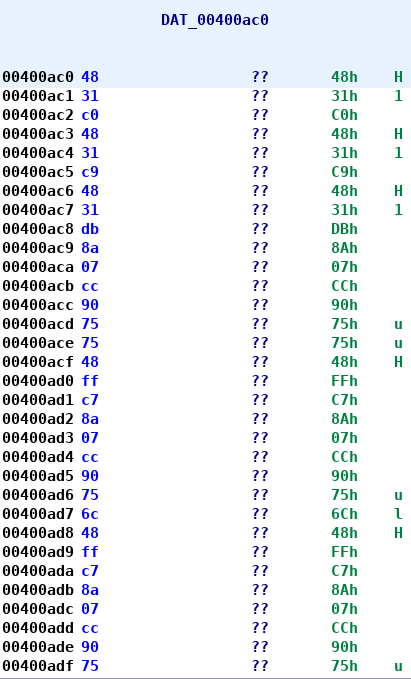 DAT_00400ac0
00400ac0 48 ?? 48h H
00400ac1 31 ?? 31h 1
00400ac2 c0 ?? C0h
00400ac3 48 ?? 48h H
00400ac4 31 ?? 31h 1
00400ac5 c9 ?? C9h
00400ac6 48 ?? 48h H
00400ac7 31 ?? 31h 1
00400ac8 db ?? DBh
00400ac9 8a ?? 8Ah
00400aca 07 ?? 07h
00400acb cc ?? CCh
00400acc 90 ?? 90h
00400acd 75 ?? 75h u
00400ace 75 ?? 75h u
00400acf 48 ?? 48h H
00400ad0 ff ?? FFh
00400ad1 c7 ?? C7h
00400ad2 8a ?? 8Ah
00400ad3 07 ?? 07h
00400ad4 cc ?? CCh
00400ad5 90 ?? 90h
00400ad6 75 ?? 75h u
00400ad7 6c ?? 6Ch l
00400ad8 48 ?? 48h H
00400ad9 ff ?? FFh
00400ada c7 ?? C7h
00400adb 8a ?? 8Ah
00400adc 07 ?? 07h
00400add cc ?? CCh
00400ade 90 ?? 90h
00400adf 75 ?? 75h u